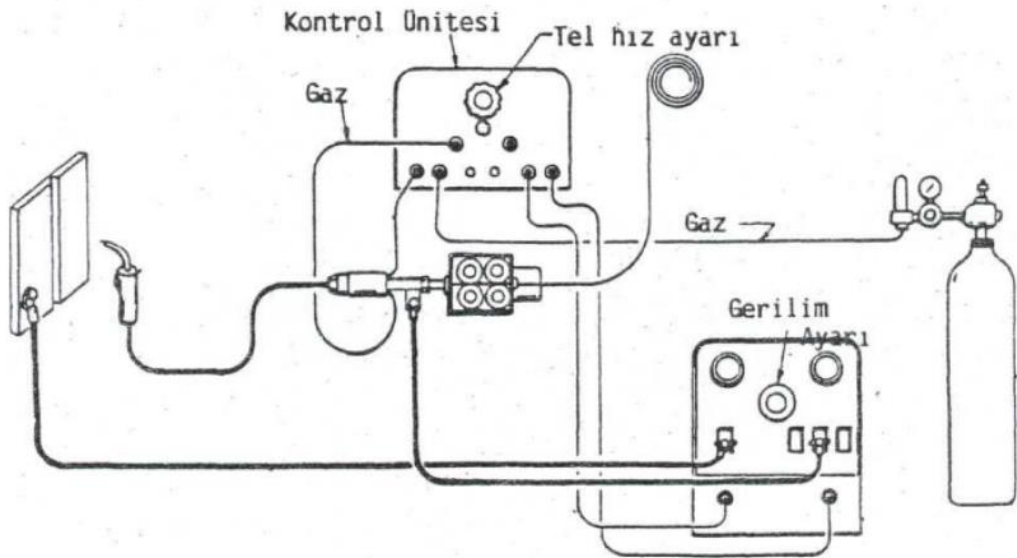 Kontrol Ünitesi
Tel hız ayarı
Gaz
Gaz
Gerilim
Ayarı